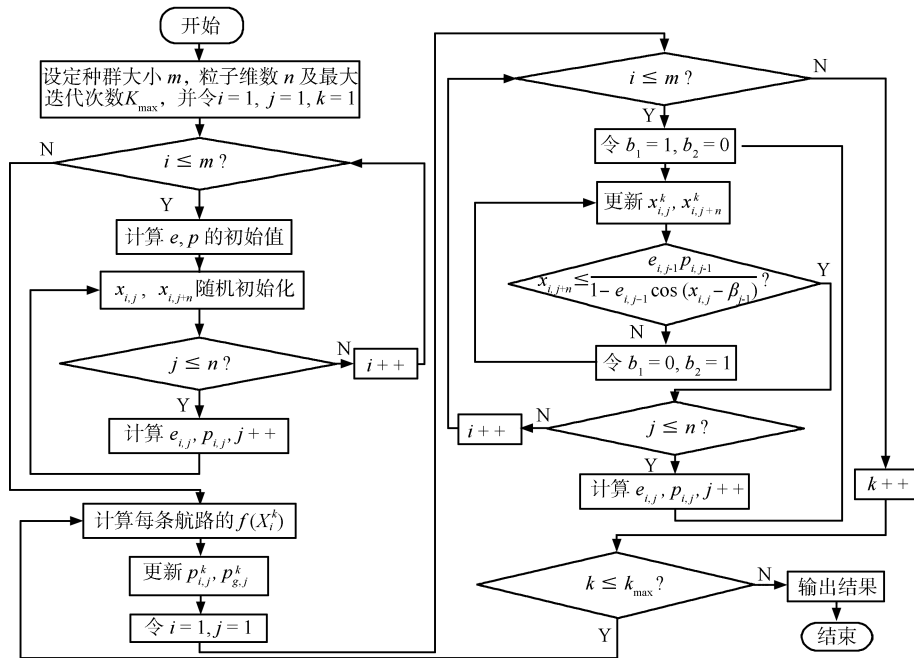 开始
设定种群大小 m, 粒子维数 n 及最大
迭代次数K_max, 并令i = 1, j = 1, k = 1
i ≤ m ?
N
Y
计算 e, p 的初始值
x_{i,j}, x_{i,j+n}随机初始化
j ≤ n ?
N
i + +
Y
计算 e_{i,j}, p_{i,j}, j + +
计算每条航路的 f(X_i^k)
更新 p_{i,j}^k, p_{g,j}^k
令 i = 1, j = 1
i ≤ m ?
N
Y
令 b_1 = 1, b_2 = 0
更新 x_{i,j}^k, x_{i,j+n}^k
x_{i,j+n} ≤ e_{i,j-1} p_{i,j-1} / 1 − e_{i,j-1} cos (x_{i,j} − β_{j-1}) ?
Y
N
令 b_1 = 0, b_2 = 1
j ≤ n ?
N
i + +
Y
计算 e_{i,j}, p_{i,j}, j + +
k + +
k ≤ k_max ?
N
输出结果
Y
结束